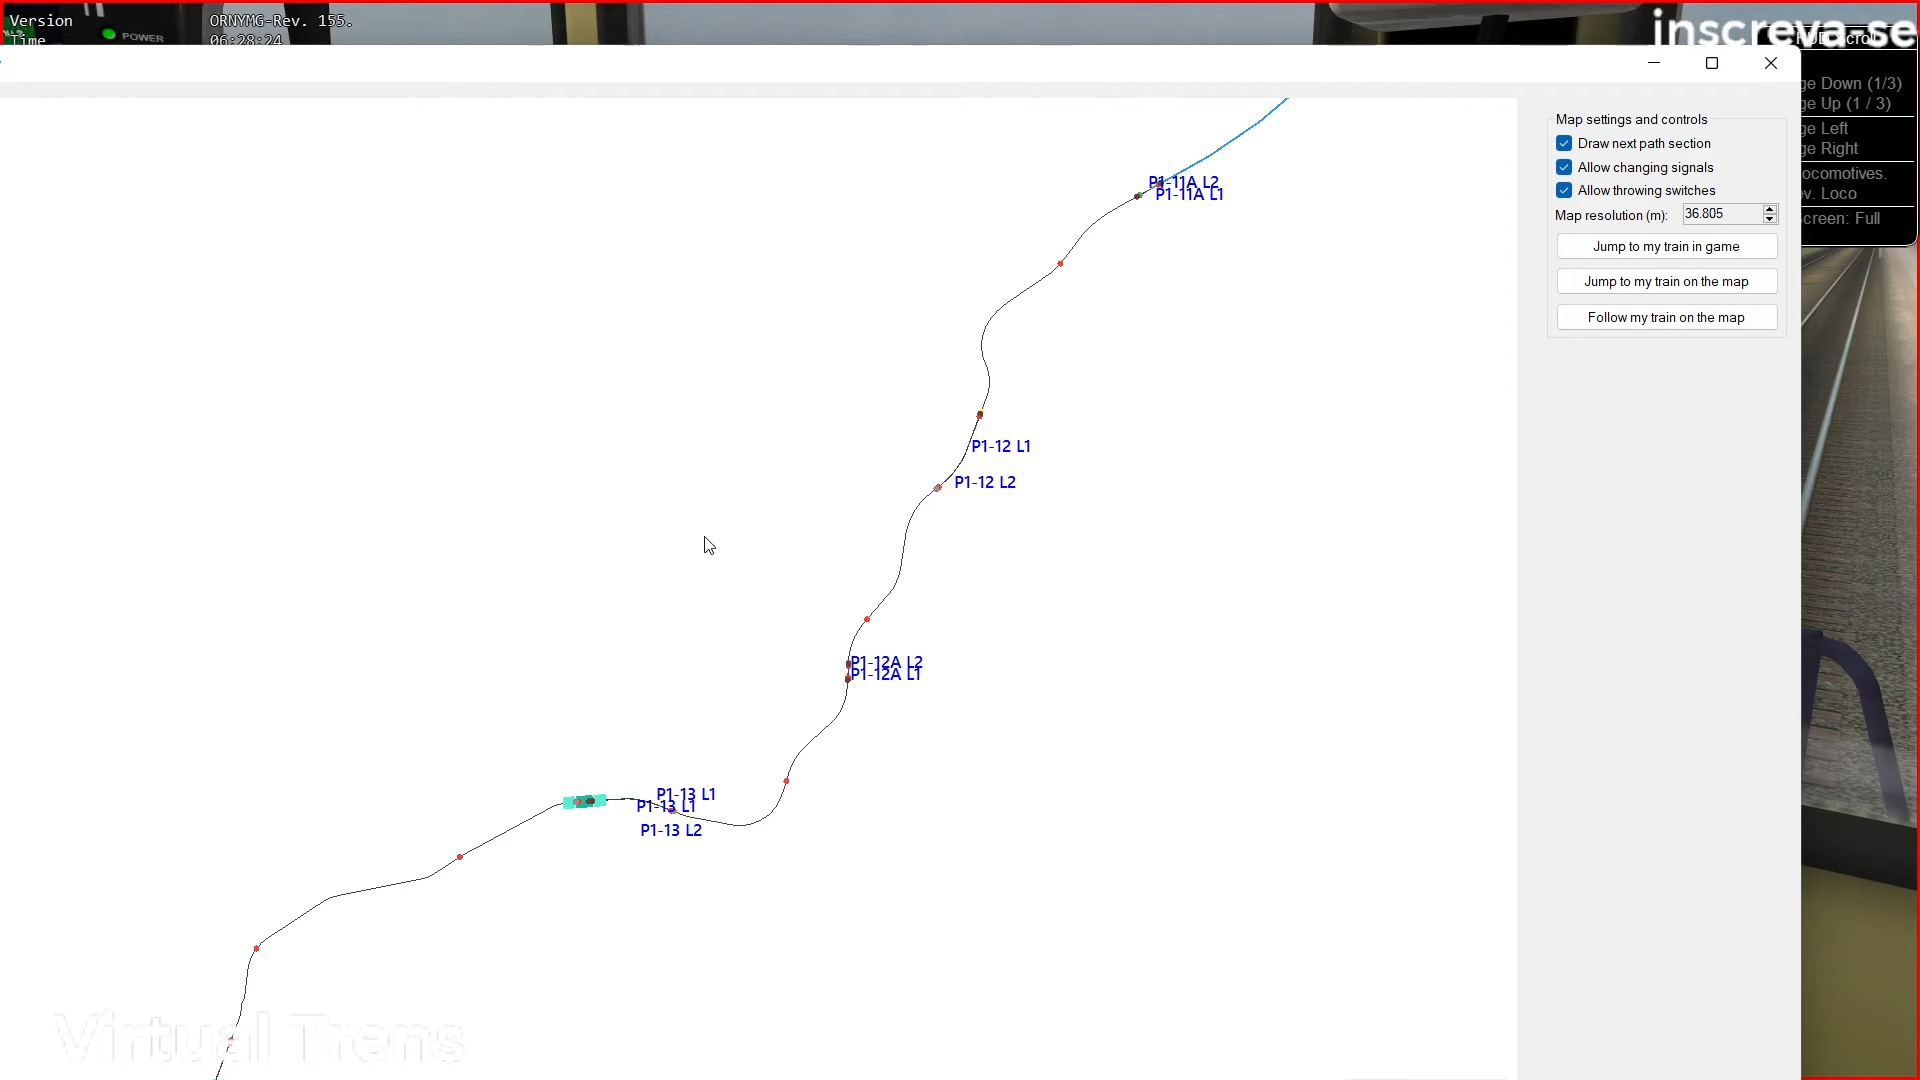 Version
ORNYMG-Rev. 155.
inscreva-se
Time
06:28:24
POWER
ge Down (1/3)
ge Up (1 / 3)
ge Left
ge Right
ocomotives.
ev. Loco
creen: Full
Map settings and controls
Draw next path section
Allow changing signals
Allow throwing switches
Map resolution (m): 36.805
Jump to my train in game
Jump to my train on the map
Follow my train on the map
P1-11A L2
P1-11A L1
P1-12 L1
P1-12 L2
P1-12A L2
P1-12A L1
P1-13 L1
P1-13 L1
P1-13 L2
Virtual Trens